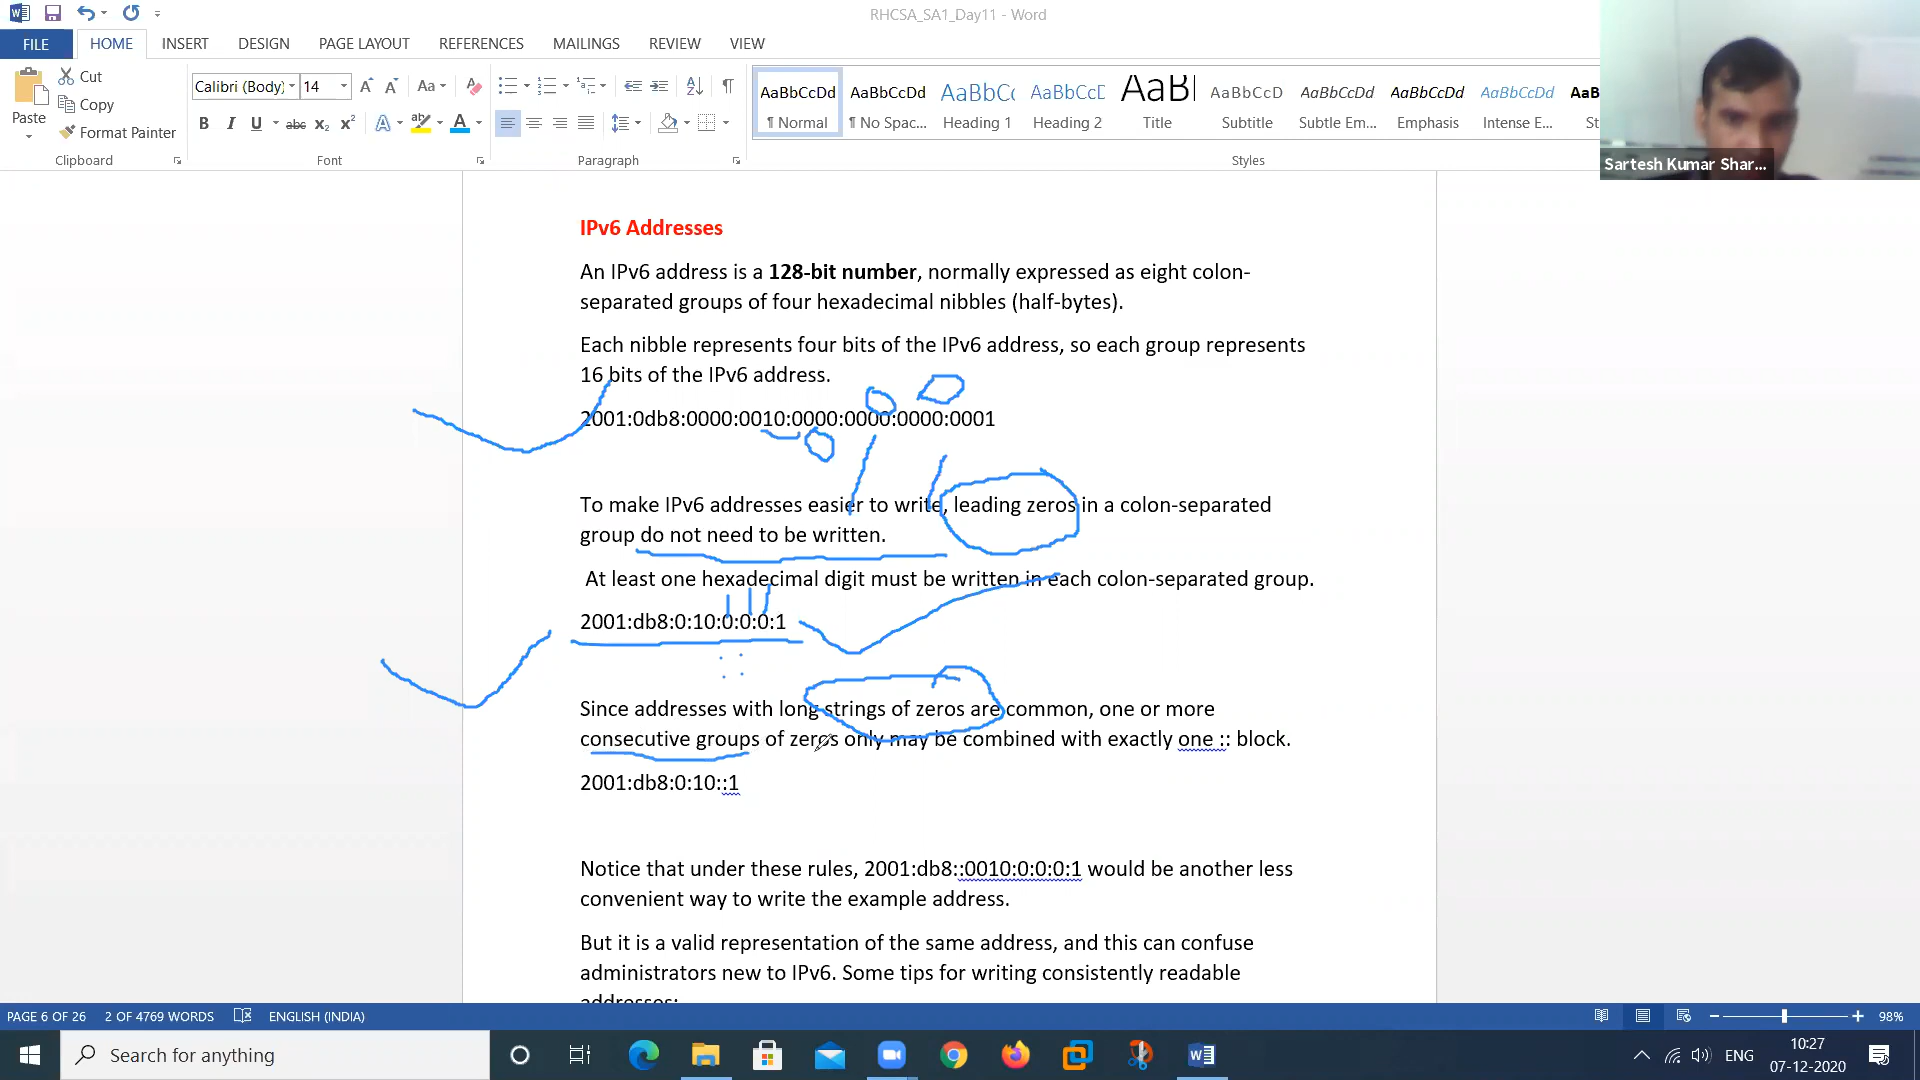 RHCSA_SA1_Day11 - Word
FILE HOME INSERT DESIGN PAGE LAYOUT REFERENCES MAILINGS REVIEW VIEW
Paste
Cut
Copy
Format Painter
Clipboard
Calibri (Body) 14 Aa
B I U abc x₂ x² A A
Font
Paragraph
AaBbCcDd AaBbCcDd AaBbC AaBbCcC AaB AaBbCcD AaBbCcDd AaBbCcDd AaBbCcDd AaB
¶ Normal ¶ No Spac... Heading 1 Heading 2 Title Subtitle Subtle Em... Emphasis Intense E... St
Styles
Sartesh Kumar Shar...
IPv6 Addresses
An IPv6 address is a 128-bit number, normally expressed as eight colon-
separated groups of four hexadecimal nibbles (half-bytes).
Each nibble represents four bits of the IPv6 address, so each group represents
16 bits of the IPv6 address.
2001:0db8:0000:0010:0000:0000:0000:0001
To make IPv6 addresses easier to write, leading zeros in a colon-separated
group do not need to be written.
At least one hexadecimal digit must be written in each colon-separated group.
2001:db8:0:10:0:0:0:1
Since addresses with long strings of zeros are common, one or more
consecutive groups of zeros only may be combined with exactly one :: block.
2001:db8:0:10::1
Notice that under these rules, 2001:db8::0010:0:0:0:1 would be another less
convenient way to write the example address.
But it is a valid representation of the same address, and this can confuse
administrators new to IPv6. Some tips for writing consistently readable
addresses:
PAGE 6 OF 26 2 OF 4769 WORDS ENGLISH (INDIA) 98%
Search for anything
ENG
10:27
07-12-2020